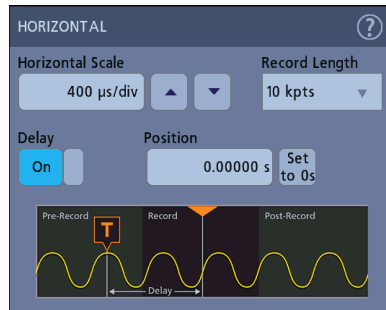 HORIZONTAL ?
Horizontal Scale Record Length
400 µs/div 10 kpts
Delay Position
On 0.00000 s Set to 0s
Pre-Record Record Post-Record
T
Delay